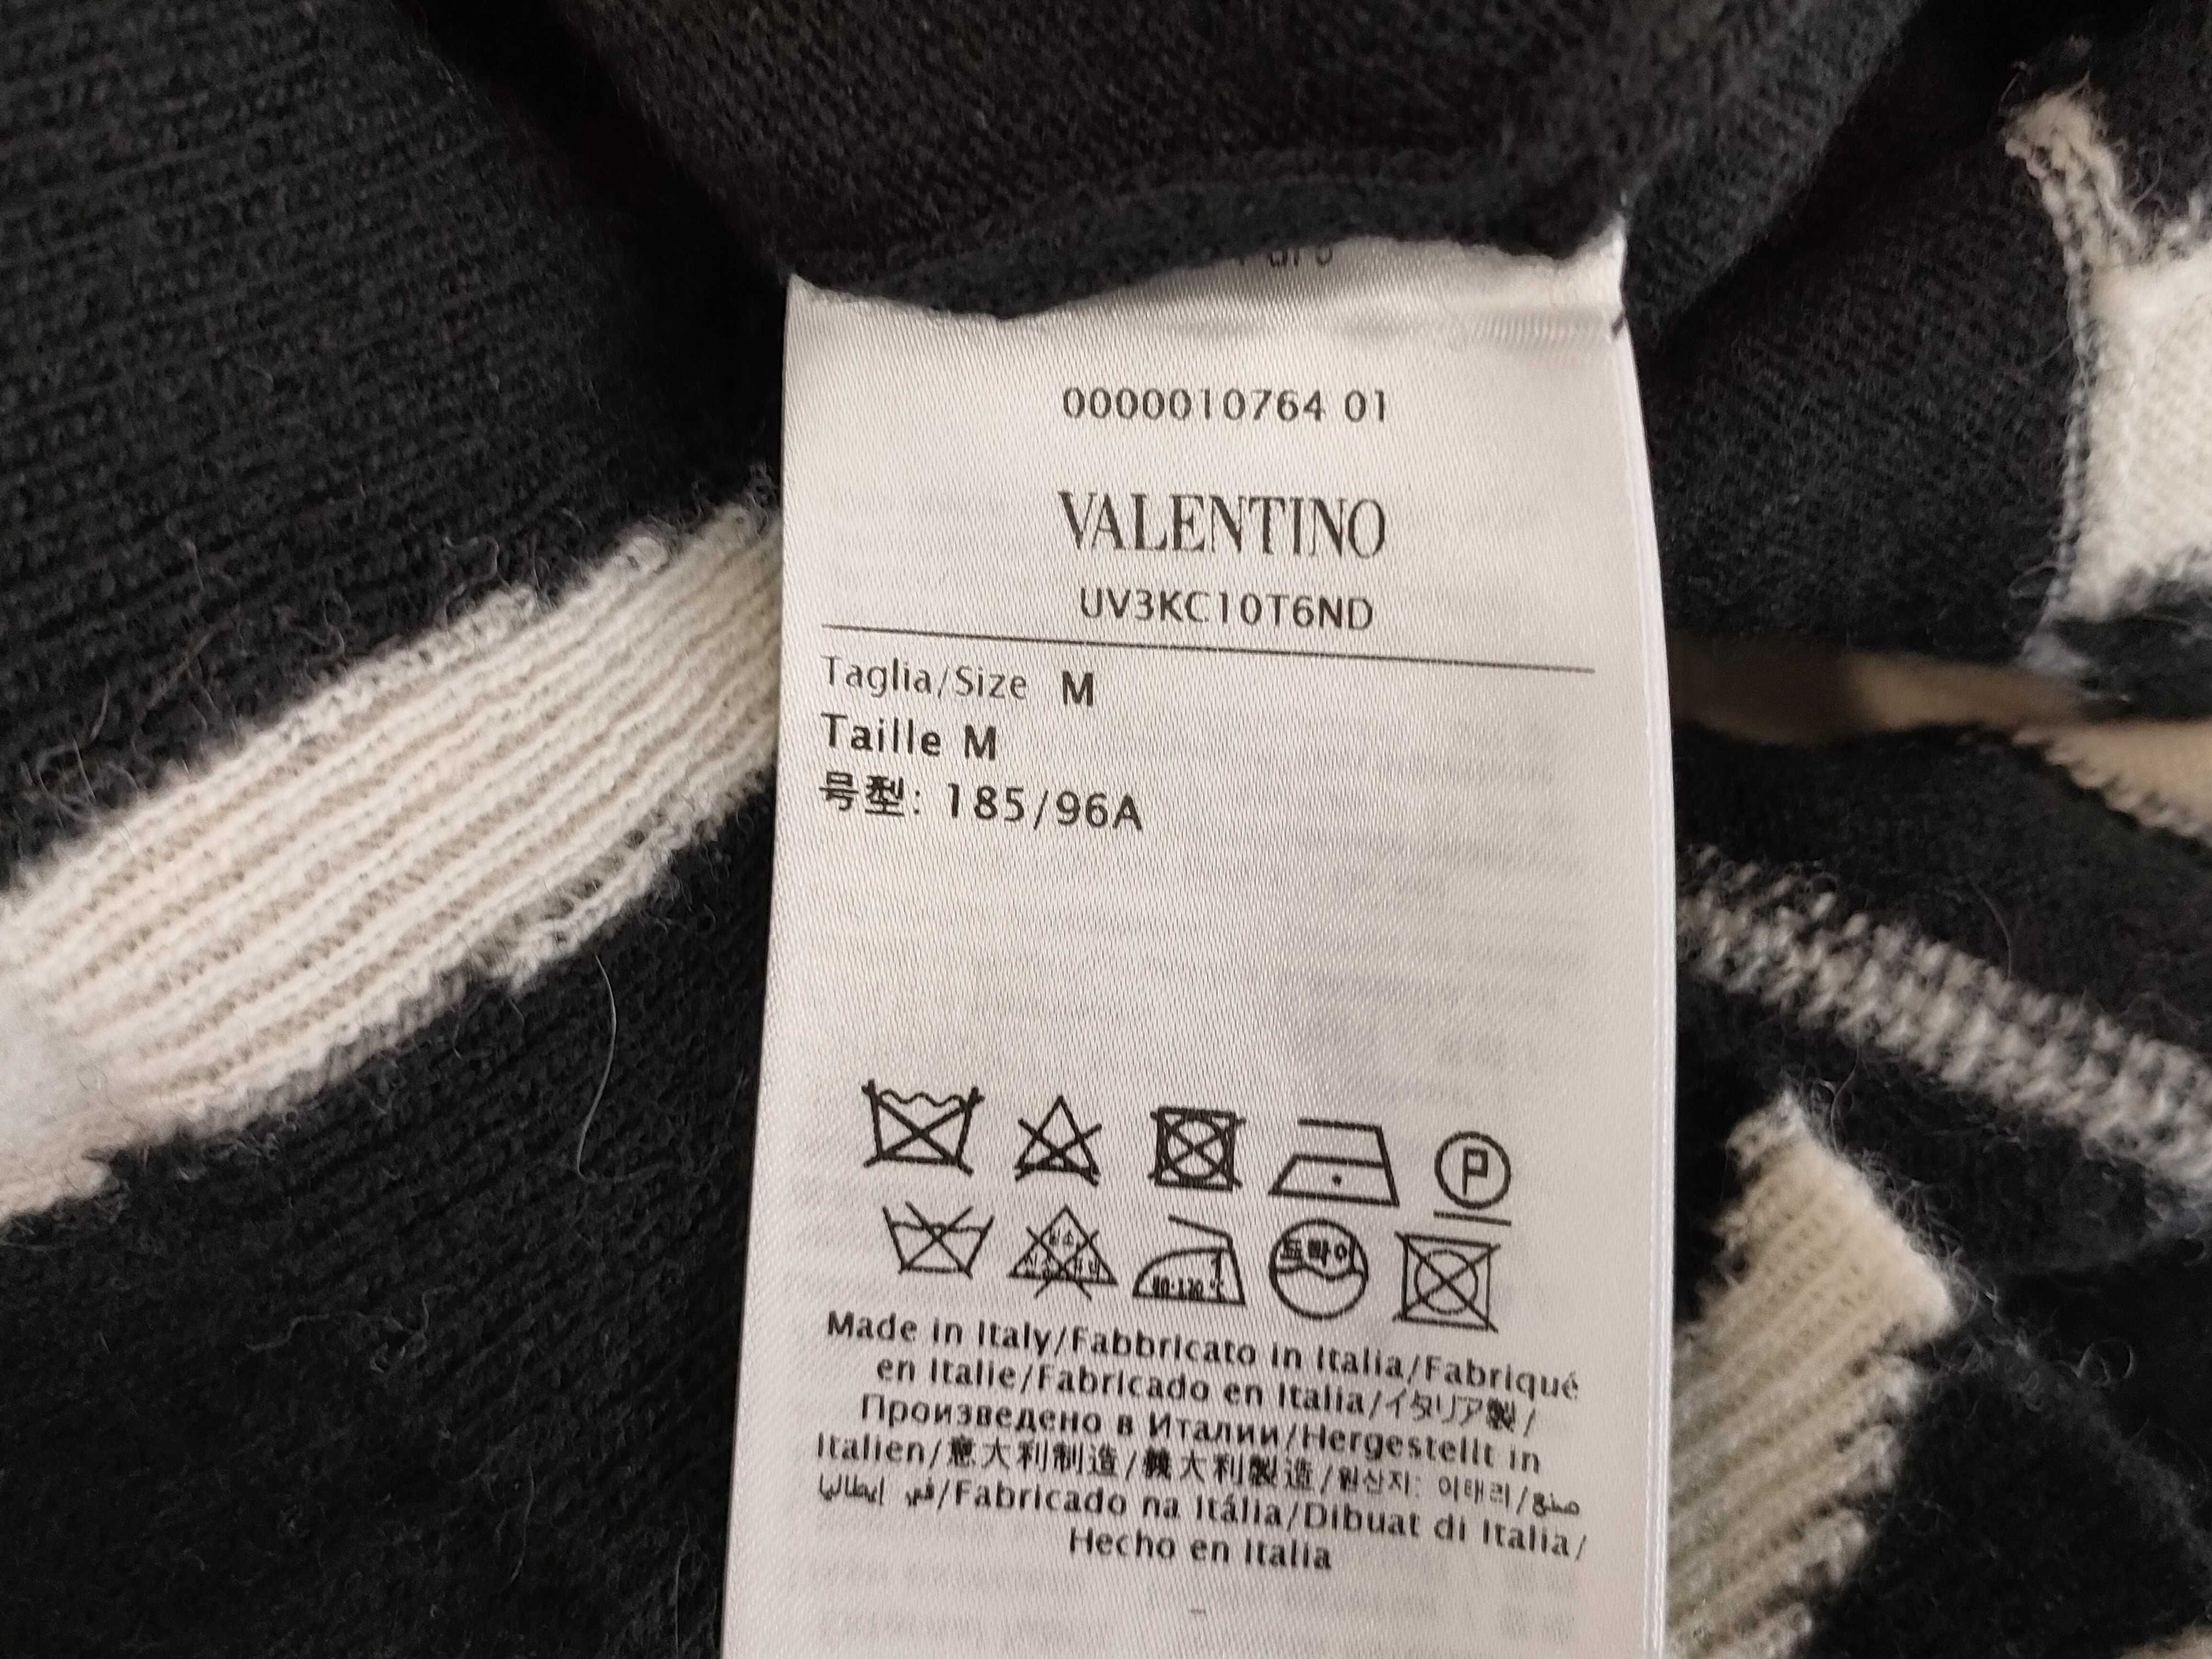 0000010764 01
VALENTINO
UV3KC10T6ND
Taglia/Size M
Taille M
号型: 185/96A
P
드라이
Made in Italy/Fabbricato in Italia/Fabriqué
en Italie/Fabricado en Italia/イタリア製/
Произведено в Италии/Hergestellt in
Italien/意大利制造/義大利製造/원산지: 이태리/صنع
في إيطاليا/Fabricado na Itália/Dibuat di Italia/
Hecho en Italia